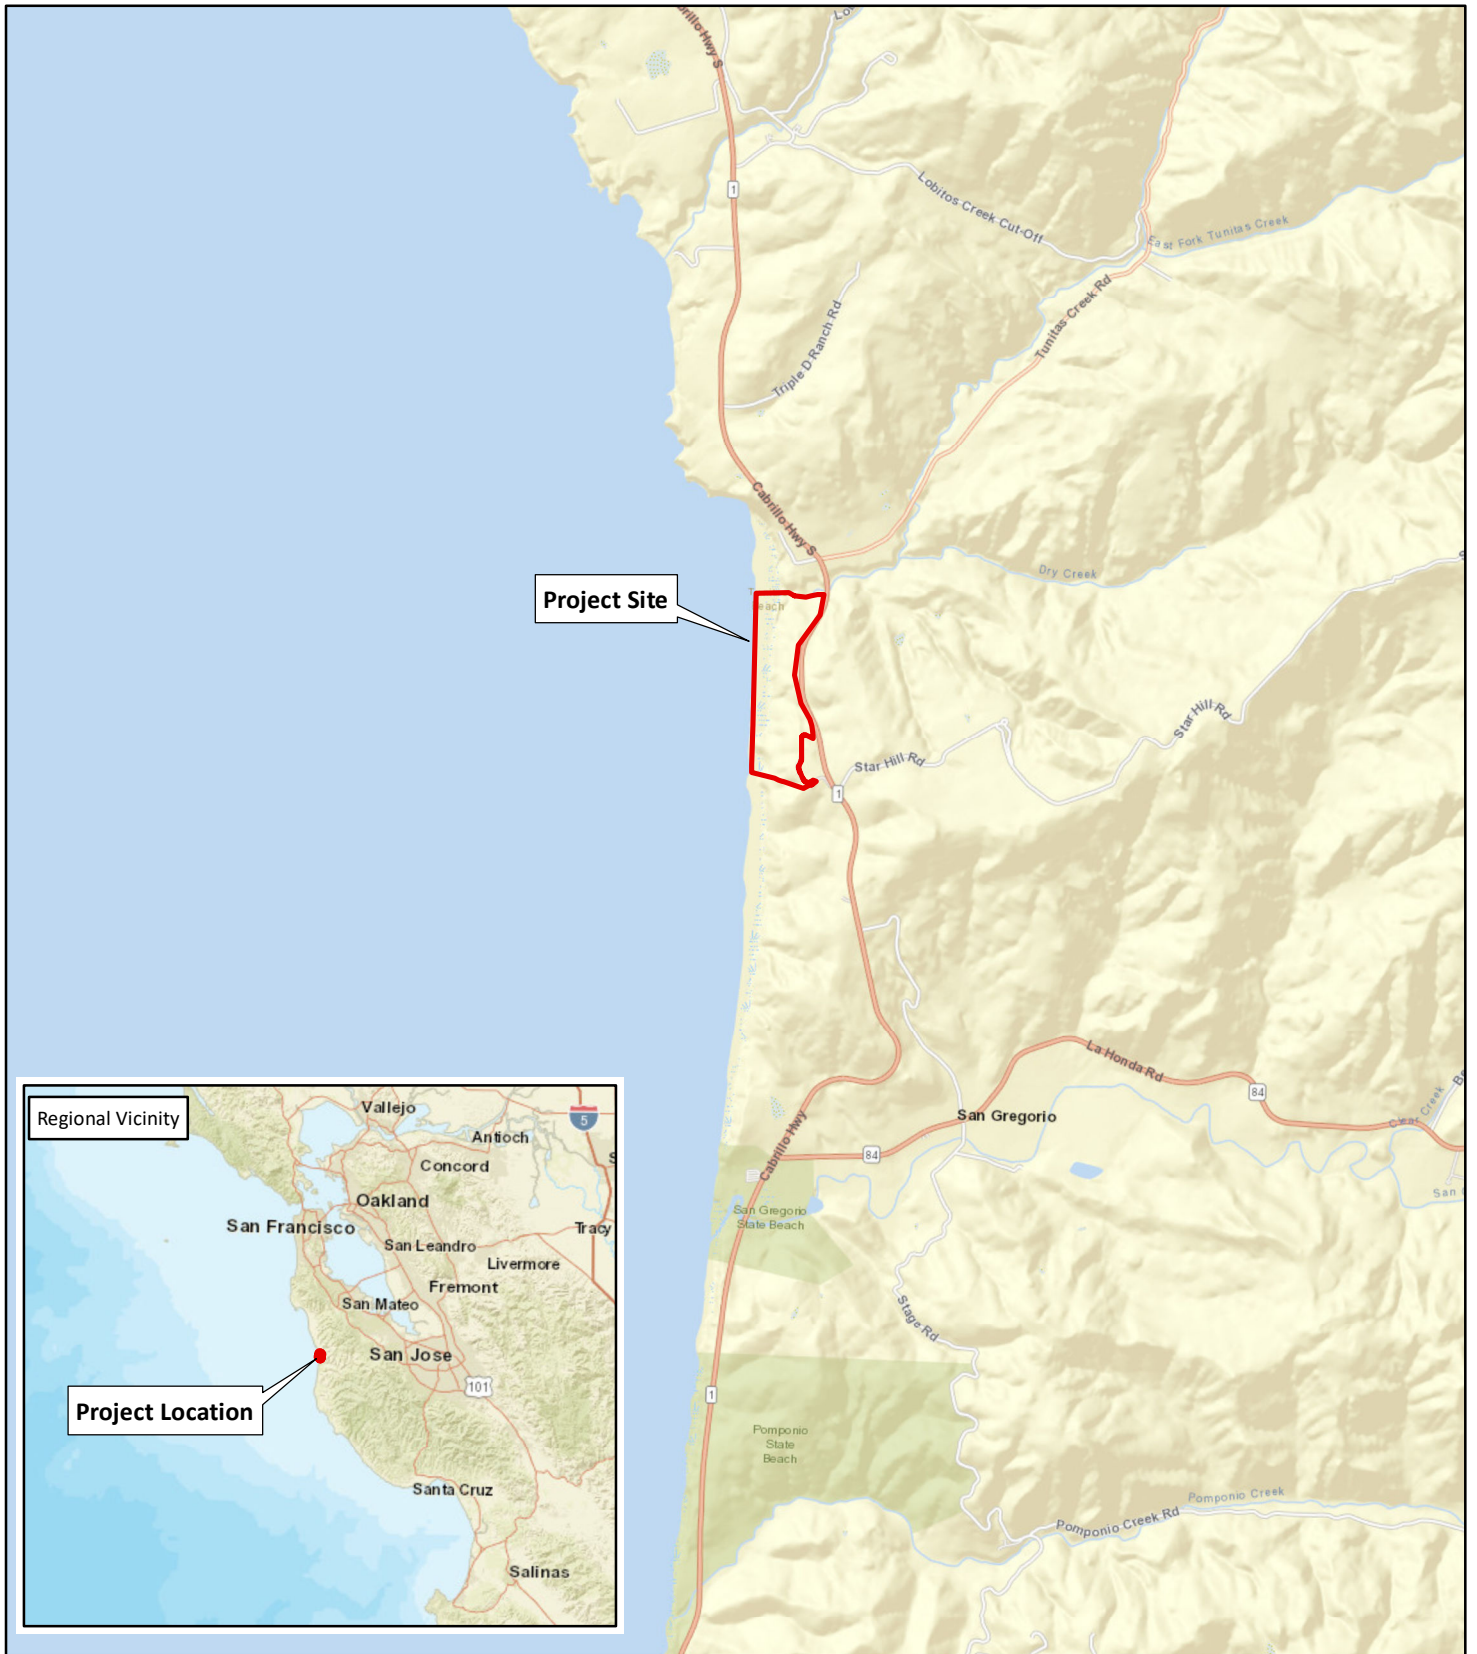 Cabrillo Hwy S
1
Lobitos Creek Cut-Off
East Fork Tunitas Creek
Triple D Ranch Rd
Tunitas Creek Rd
Cabrillo Hwy S
Dry Creek
Project Site
Beach
Star Hill Rd
Star Hill Rd
1
La Honda Rd
84
Clear Creek
San Gregorio
Cabrillo Hwy
84
San
San Gregorio
State Beach
Stage Rd
1
Pomponio
State
Beach
Pomponio Creek
Pomponio Creek Rd
Regional Vicinity
Vallejo
5
Antioch
Concord
Oakland
San Francisco
Tracy
San Leandro
Livermore
Fremont
San Mateo
San Jose
101
Project Location
Santa Cruz
Salinas